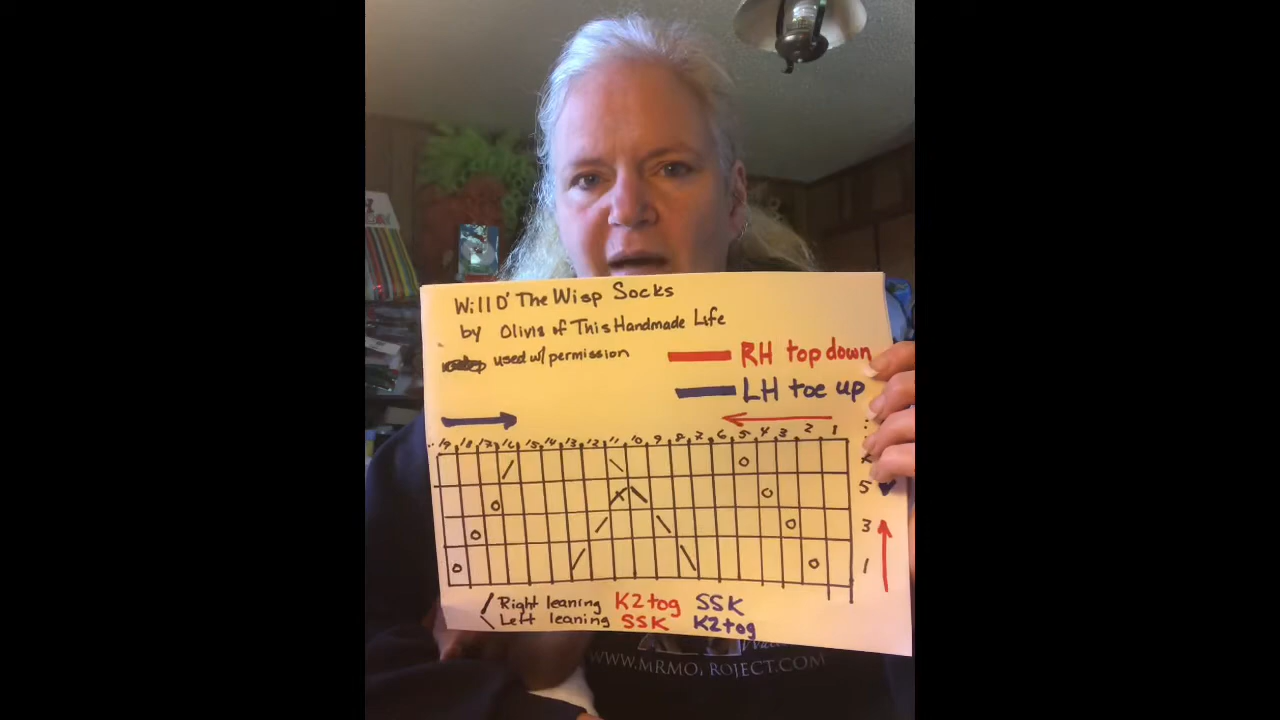 Will O' The Wisp Socks
by Olivia of This Handmade Life
used w/ permission
RH top down
LH toe up
19 18 17 16 15 14 13 12 11 10 9 8 7 6 5 4 3 2 1
5
3
1
Right leaning K2tog SSK
Left leaning SSK K2tog
WWW.MRMO ROJECT.COM